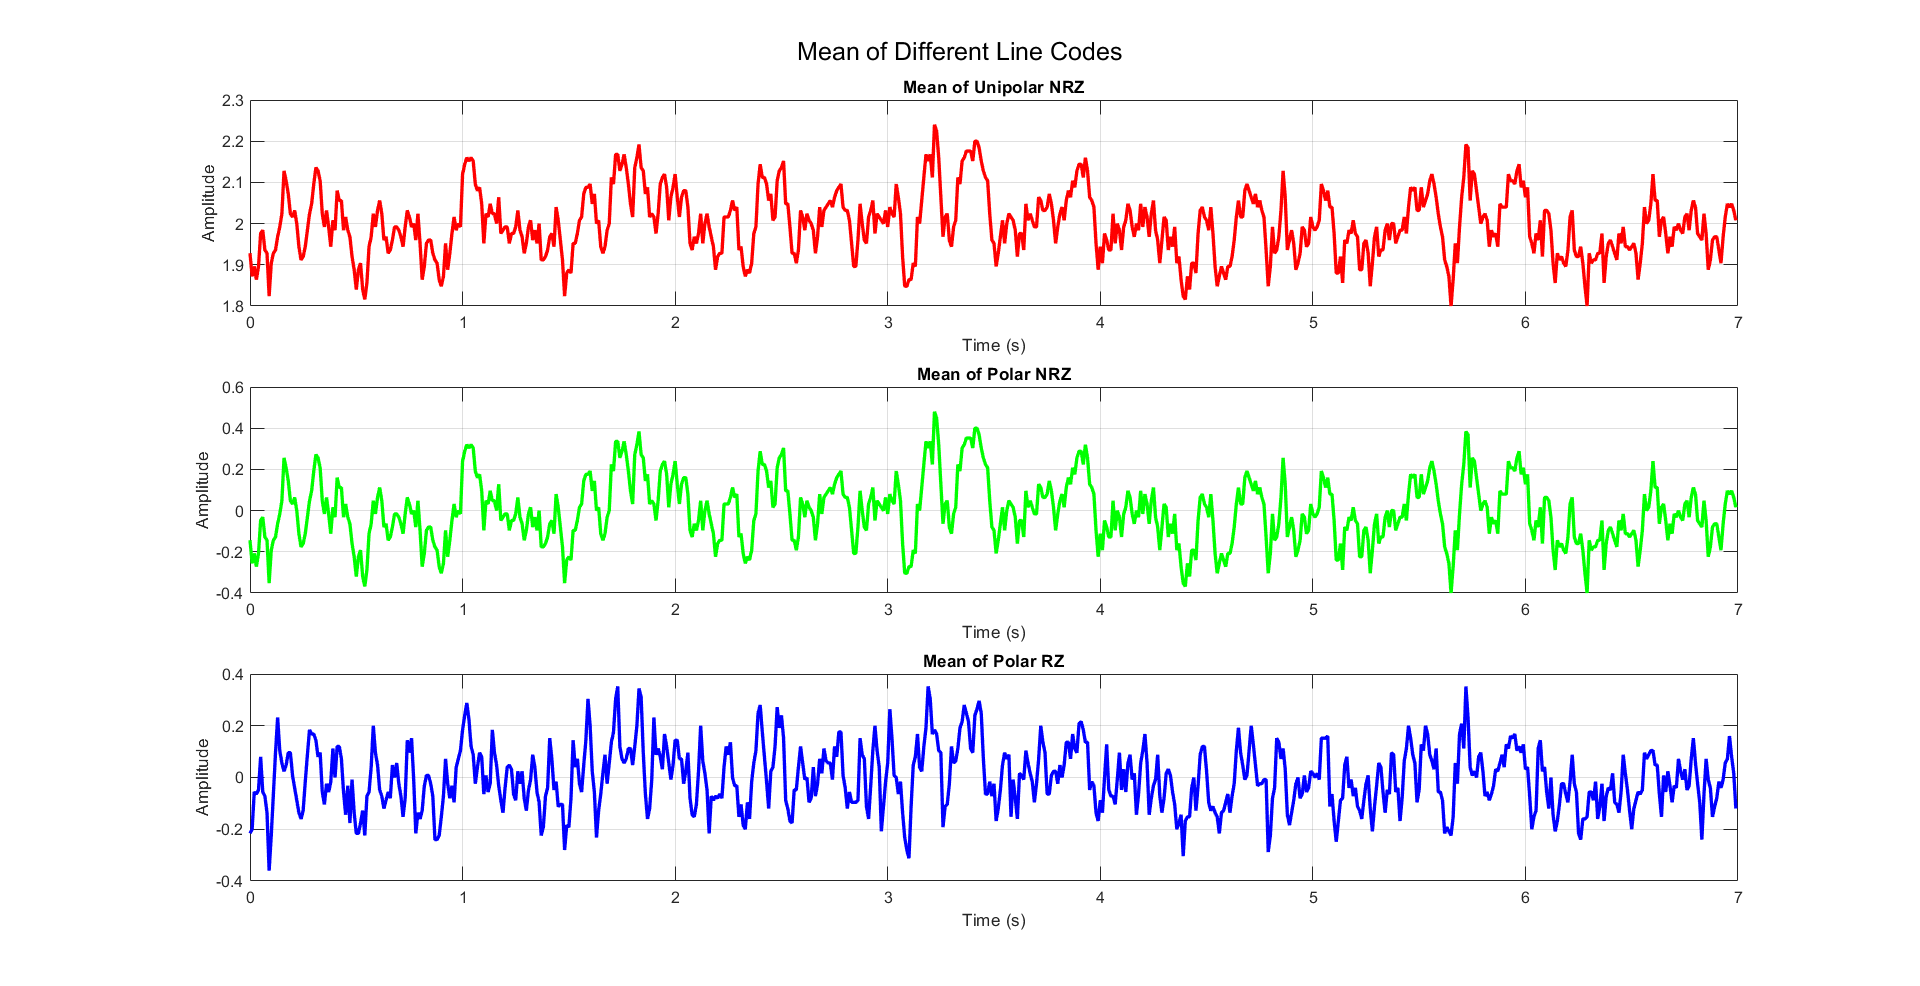 Mean of Different Line Codes
Mean of Unipolar NRZ
2.3
2.2
2.1
2
1.9
1.8
Amplitude
0 1 2 3 4 5 6 7
Time (s)
Mean of Polar NRZ
0.6
0.4
0.2
0
-0.2
-0.4
Amplitude
0 1 2 3 4 5 6 7
Time (s)
Mean of Polar RZ
0.4
0.2
0
-0.2
-0.4
Amplitude
0 1 2 3 4 5 6 7
Time (s)